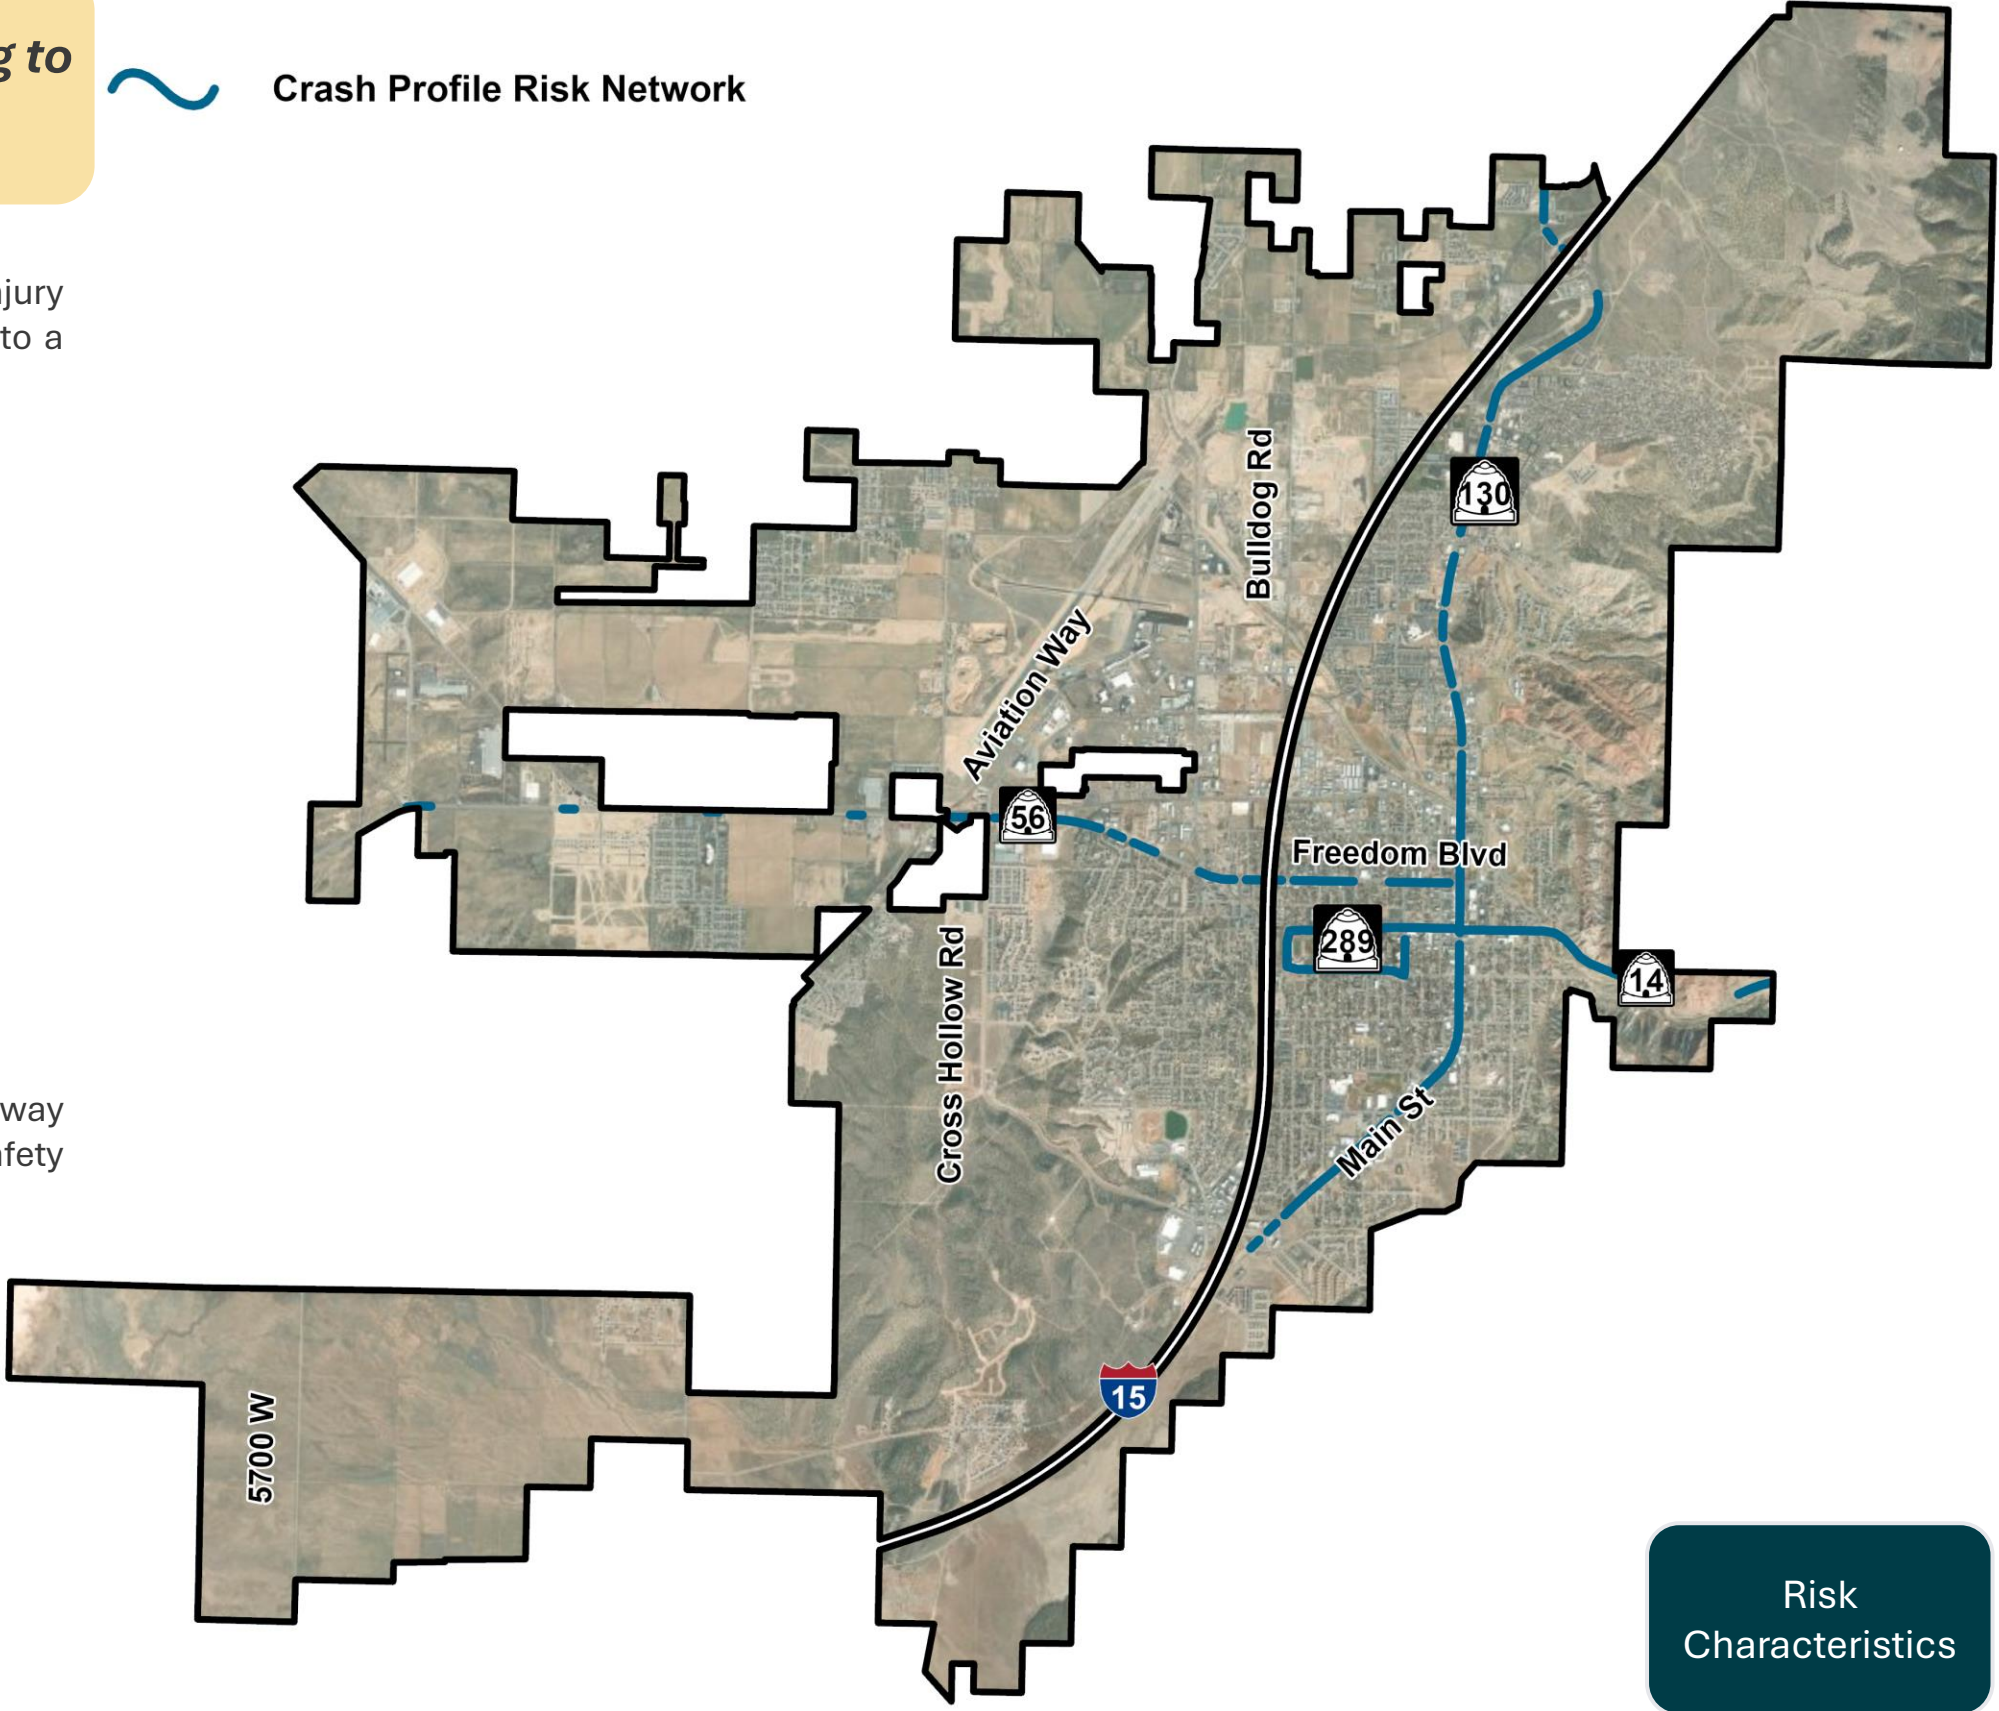 g to
Crash Profile Risk Network
jury
to a
130
Bulldog Rd
Aviation Way
56
Freedom Blvd
289
14
Cross Hollow Rd
Main St
way
fety
15
5700 W
Risk
Characteristics